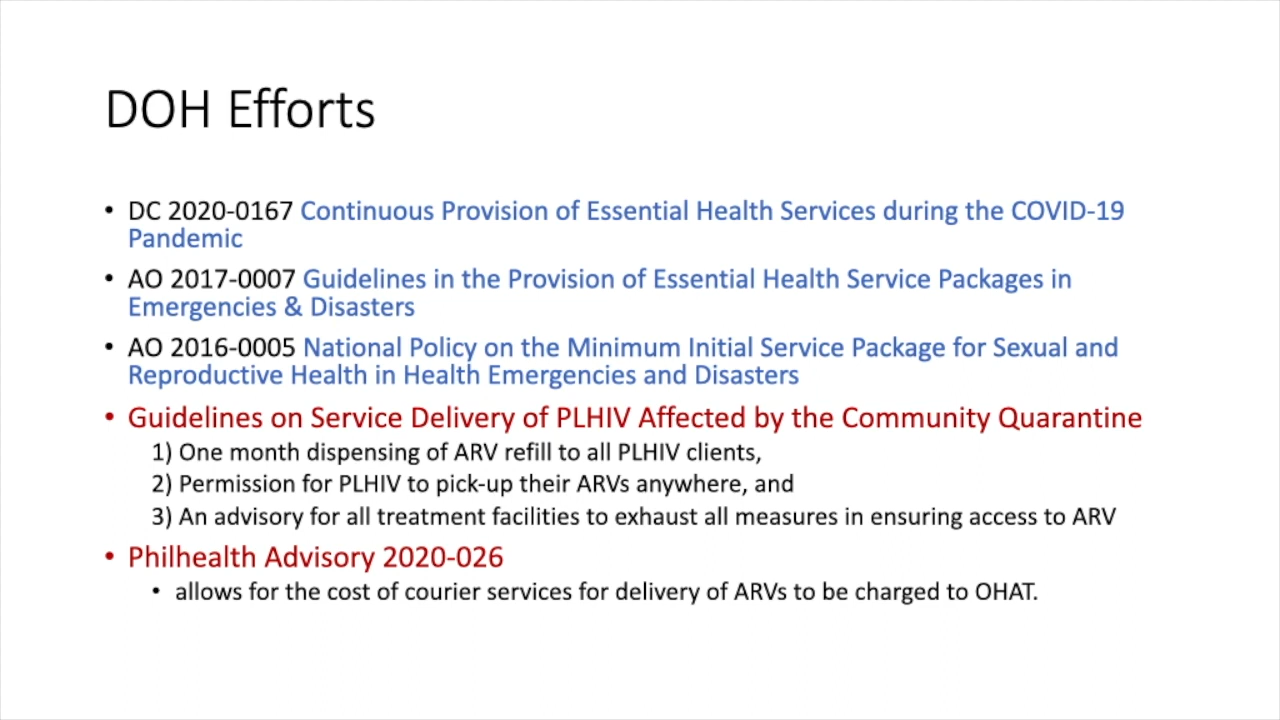 DOH Efforts
• DC 2020-0167 Continuous Provision of Essential Health Services during the COVID-19
Pandemic
• AO 2017-0007 Guidelines in the Provision of Essential Health Service Packages in
Emergencies & Disasters
• AO 2016-0005 National Policy on the Minimum Initial Service Package for Sexual and
Reproductive Health in Health Emergencies and Disasters
• Guidelines on Service Delivery of PLHIV Affected by the Community Quarantine
1) One month dispensing of ARV refill to all PLHIV clients,
2) Permission for PLHIV to pick-up their ARVs anywhere, and
3) An advisory for all treatment facilities to exhaust all measures in ensuring access to ARV
• Philhealth Advisory 2020-026
• allows for the cost of courier services for delivery of ARVs to be charged to OHAT.